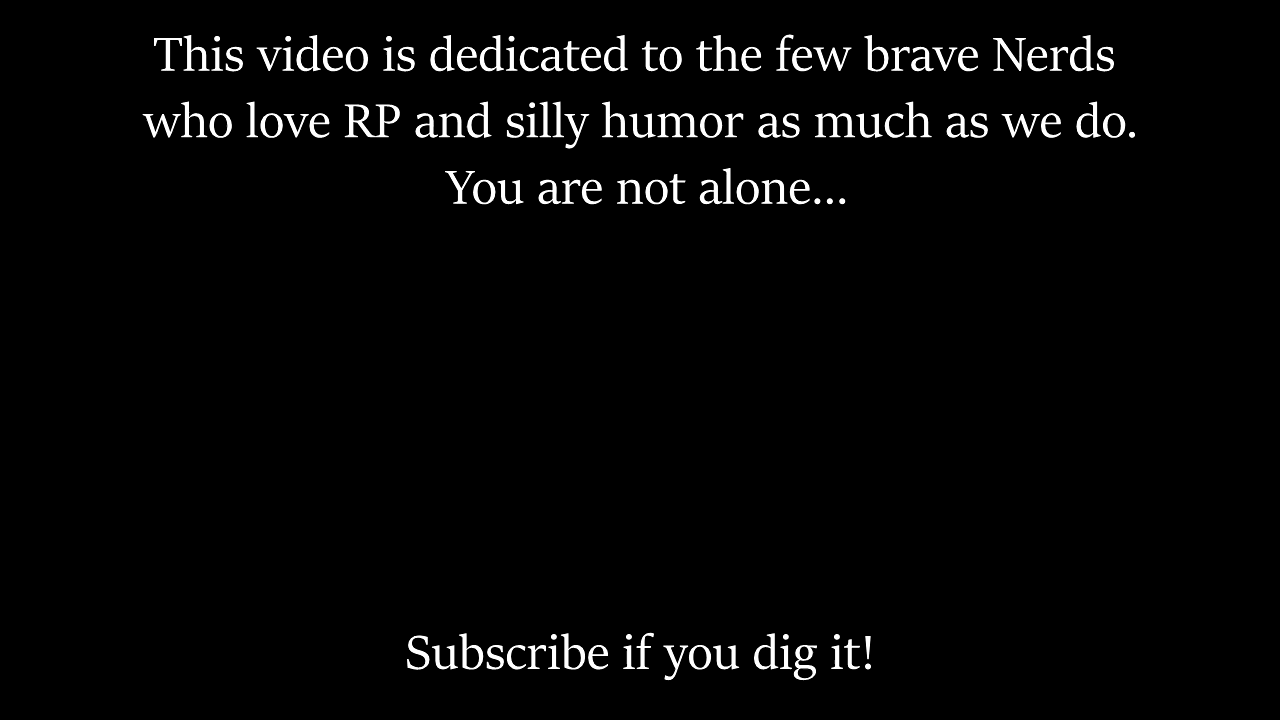 This video is dedicated to the few brave Nerds
who love RP and silly humor as much as we do.
You are not alone...
Subscribe if you dig it!